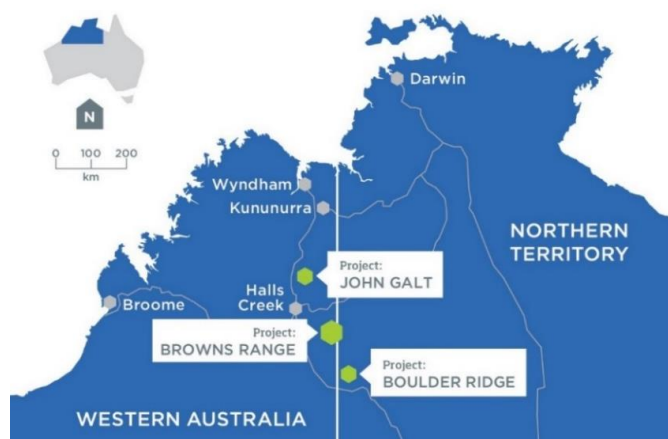 Darwin
N
0 100 200
km
Wyndham
Kununurra
NORTHERN
TERRITORY
Project:
JOHN GALT
Halls
Creek
Broome
Project:
BROWNS RANGE
Project:
BOULDER RIDGE
WESTERN AUSTRALIA